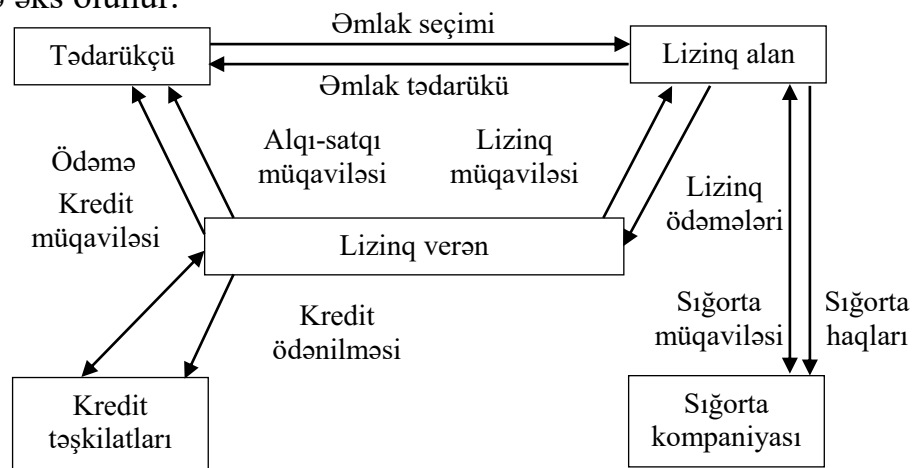 əks olunur.
Əmlak seçimi
Tədarükçü
Lizinq alan
Əmlak tədarükü
Ödəmə
Alqı-satqı
müqaviləsi
Lizinq
müqaviləsi
Kredit
müqaviləsi
Lizinq
ödəmələri
Lizinq verən
Kredit
ödənilməsi
Sığorta
müqaviləsi
Sığorta
haqları
Kredit
təşkilatları
Sığorta
kompaniyası